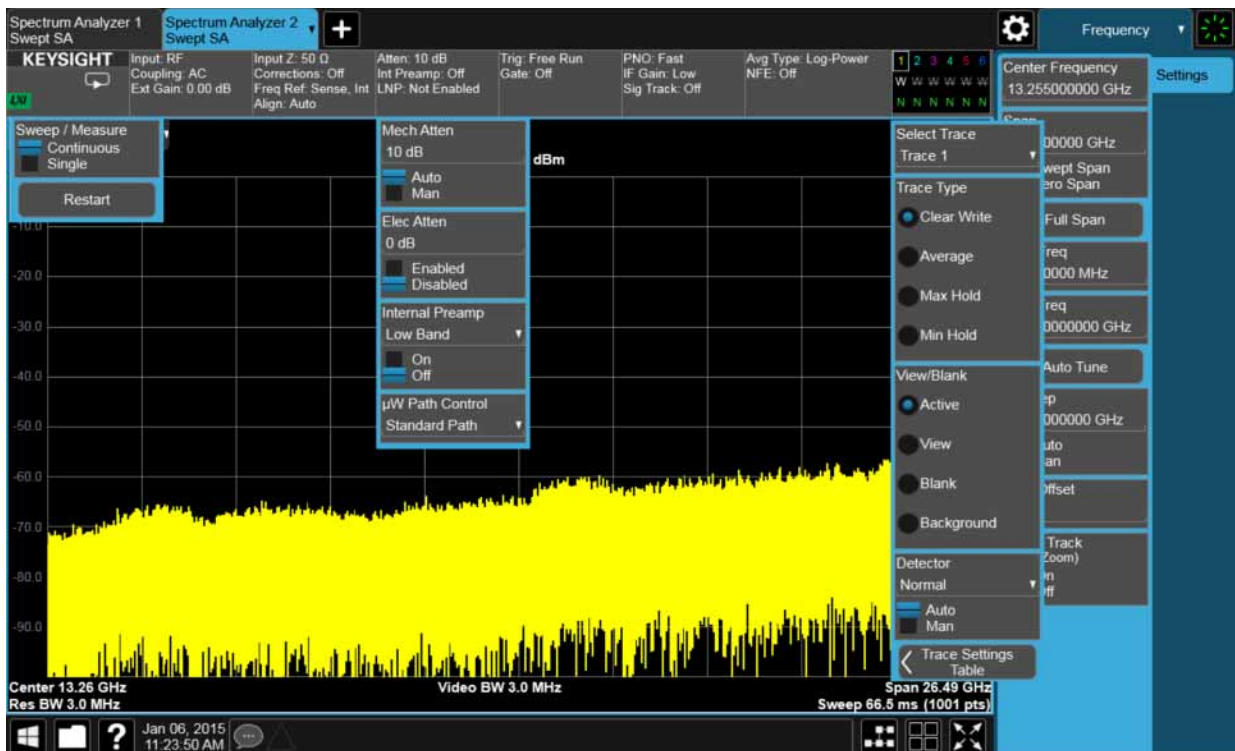 Spectrum Analyzer 1
Swept SA
Spectrum Analyzer 2
Swept SA
Frequency
KEYSIGHT
LXI
Input: RF
Coupling: AC
Ext Gain: 0.00 dB
Input Z: 50 Ω
Corrections: Off
Freq Ref: Sense, Int
Align: Auto
Atten: 10 dB
Int Preamp: Off
LNP: Not Enabled
Trig: Free Run
Gate: Off
PNO: Fast
IF Gain: Low
Sig Track: Off
Avg Type: Log-Power
NFE: Off
1 2 3 4 5 6
W W W W W W
N N N N N N
Center Frequency
13.255000000 GHz
Settings
Sweep / Measure
Continuous
Single
Restart
Mech Atten
10 dB
Auto
Man
Elec Atten
0 dB
Enabled
Disabled
Internal Preamp
Low Band
On
Off
µW Path Control
Standard Path
dBm
Select Trace
Trace 1
Trace Type
Clear Write
Average
Max Hold
Min Hold
View/Blank
Active
View
Blank
Background
Detector
Normal
Auto
Man
Trace Settings
Table
Span
00000 GHz
wept Span
ero Span
Full Span
req
0000 MHz
req
0000000 GHz
Auto Tune
ep
000000 GHz
uto
an
Offset
Track
Zoom)
On
Off
-10.0
-20.0
-30.0
-40.0
-50.0
-60.0
-70.0
-80.0
-90.0
Center 13.26 GHz
Res BW 3.0 MHz
Video BW 3.0 MHz
Span 26.49 GHz
Sweep 66.5 ms (1001 pts)
?
Jan 06, 2015
11:23:50 AM